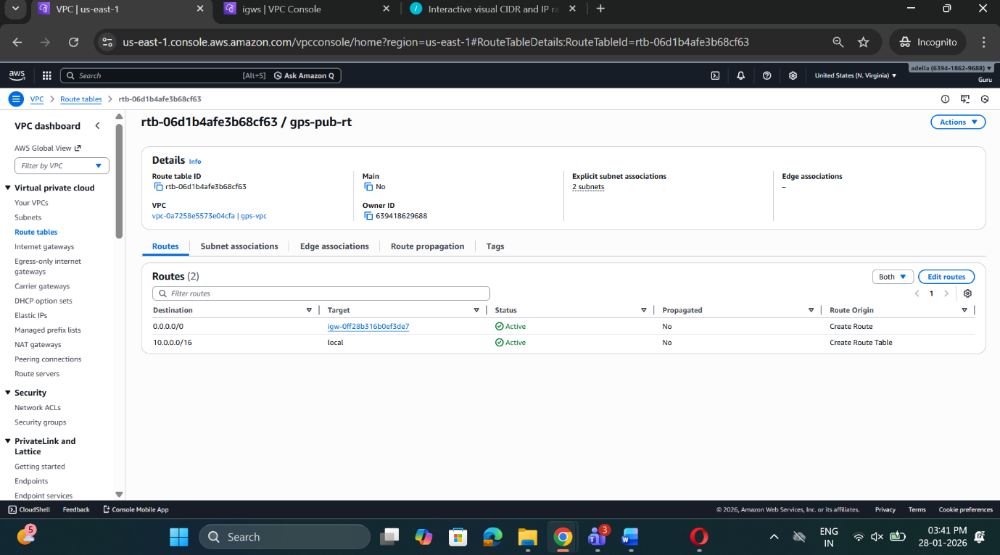 VPC | us-east-1
igws | VPC Console
Interactive visual CIDR and IP ra
us-east-1.console.aws.amazon.com/vpcconsole/home?region=us-east-1#RouteTableDetails:RouteTableId=rtb-06d1b4afe3b68cf63
Incognito
aws
Search
[Alt+S]
Ask Amazon Q
United States (N. Virginia)
adella (6394-1862-9688)
Guru
VPC
Route tables
rtb-06d1b4afe3b68cf63
VPC dashboard
AWS Global View
Filter by VPC
Virtual private cloud
Your VPCs
Subnets
Route tables
Internet gateways
Egress-only internet
gateways
Carrier gateways
DHCP option sets
Elastic IPs
Managed prefix lists
NAT gateways
Peering connections
Route servers
Security
Network ACLs
Security groups
PrivateLink and
Lattice
Getting started
Endpoints
Endpoint services
rtb-06d1b4afe3b68cf63 / gps-pub-rt
Actions
Details Info
Route table ID
rtb-06d1b4afe3b68cf63
Main
No
Explicit subnet associations
2 subnets
Edge associations
–
VPC
vpc-0a7258e5573e04cfa | gps-vpc
Owner ID
639418629688
Routes
Subnet associations
Edge associations
Route propagation
Tags
Routes (2)
Both
Edit routes
Filter routes
1
Destination Target Status Propagated Route Origin
0.0.0.0/0 igw-0ff28b316b0ef3de7 Active No Create Route
10.0.0.0/16 local Active No Create Route Table
CloudShell
Feedback
Console Mobile App
© 2026, Amazon Web Services, Inc. or its affiliates.
Privacy
Terms
Cookie preferences
5
Search
3
ENG
IN
03:41 PM
28-01-2026